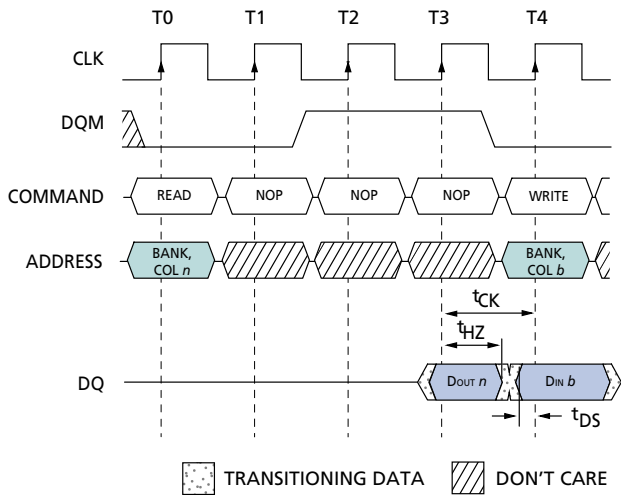 T0 T1 T2 T3 T4
CLK
DQM
COMMAND READ NOP NOP NOP WRITE
ADDRESS BANK, COL n BANK, COL b
tCK
tHZ
DQ DOUT n DIN b
tDS
TRANSITIONING DATA DON'T CARE